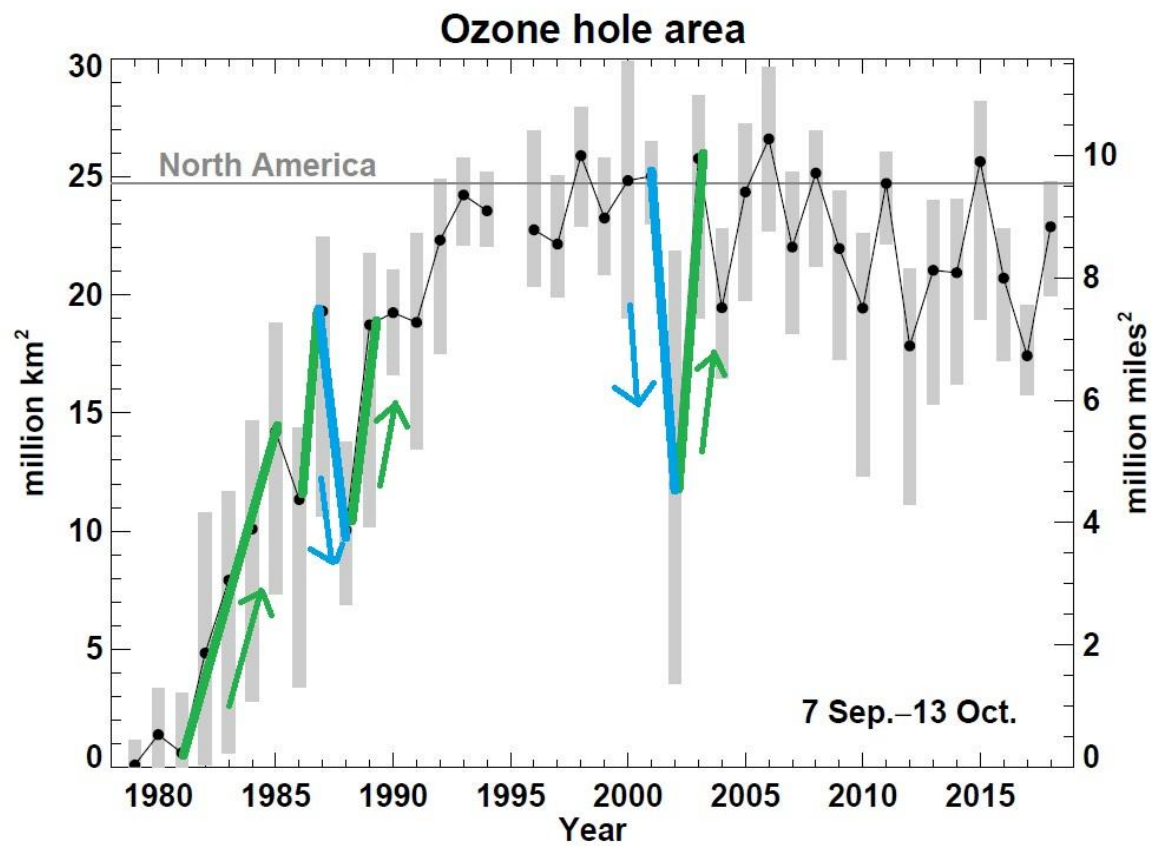 Ozone hole area
30
25
20
15
10
5
0
million km²
North America
10
8
6
4
2
0
million miles²
7 Sep.–13 Oct.
1980 1985 1990 1995 2000 2005 2010 2015
Year